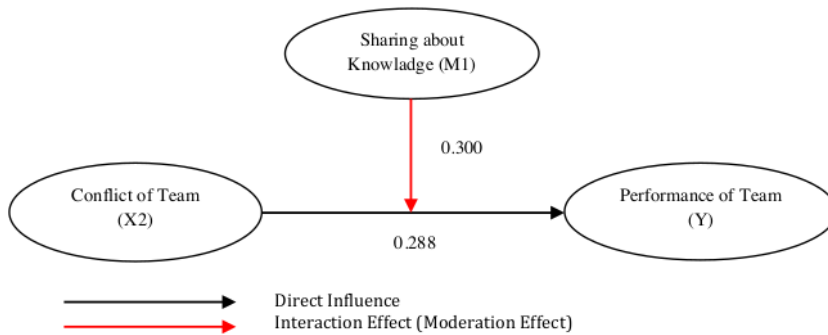 Sharing about
Knowladge (M1)
0.300
Conflict of Team
(X2)
Performance of Team
(Y)
0.288
Direct Influence
Interaction Effect (Moderation Effect)